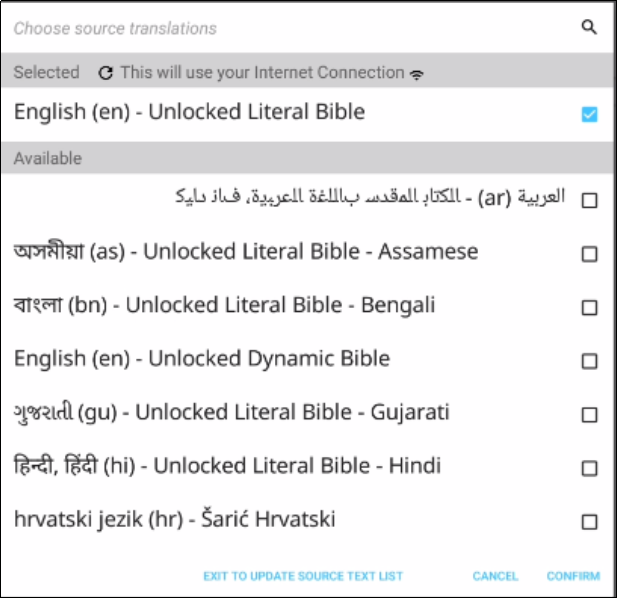 Choose source translations
Selected This will use your Internet Connection
English (en) - Unlocked Literal Bible
Available
العربية (ar) - الكتاب المقدس باللغة العربية، فان دايك
অসমীয়া (as) - Unlocked Literal Bible - Assamese
বাংলা (bn) - Unlocked Literal Bible - Bengali
English (en) - Unlocked Dynamic Bible
ગુજરાતી (gu) - Unlocked Literal Bible - Gujarati
हिन्दी, हिंदी (hi) - Unlocked Literal Bible - Hindi
hrvatski jezik (hr) - Šarić Hrvatski
EXIT TO UPDATE SOURCE TEXT LIST CANCEL CONFIRM